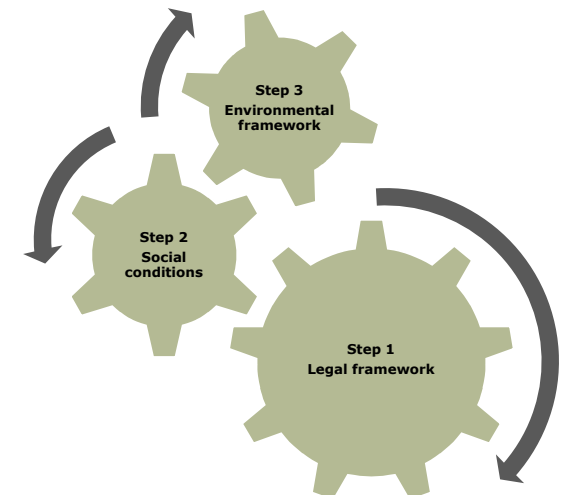 Step 3
Environmental
framework
Step 2
Social
conditions
Step 1
Legal framework